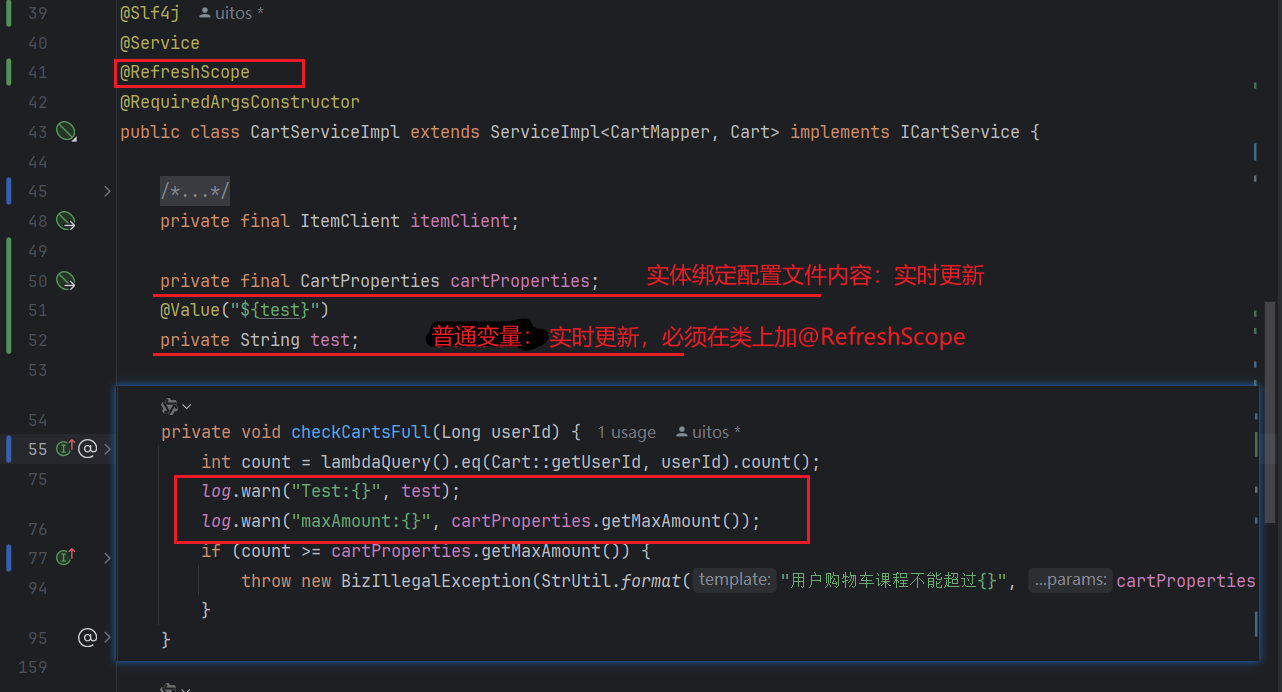 39 @Slf4j uitos *
40 @Service
41 @RefreshScope
42 @RequiredArgsConstructor
43 public class CartServiceImpl extends ServiceImpl<CartMapper, Cart> implements ICartService {
44
45 /*...*/
48 private final ItemClient itemClient;
49
50 private final CartProperties cartProperties; 实体绑定配置文件内容：实时更新
51 @Value("${test}")
52 private String test; 普通变量：实时更新，必须在类上加@RefreshScope
53
54
55 private void checkCartsFull(Long userId) { 1 usage uitos *
int count = lambdaQuery().eq(Cart::getUserId, userId).count();
75 log.warn("Test:{}", test);
76 log.warn("maxAmount:{}", cartProperties.getMaxAmount());
77 if (count >= cartProperties.getMaxAmount()) {
94 throw new BizIllegalException(StrUtil.format( template: "用户购物车课程不能超过{}", ...params: cartProperties
}
95 }
159